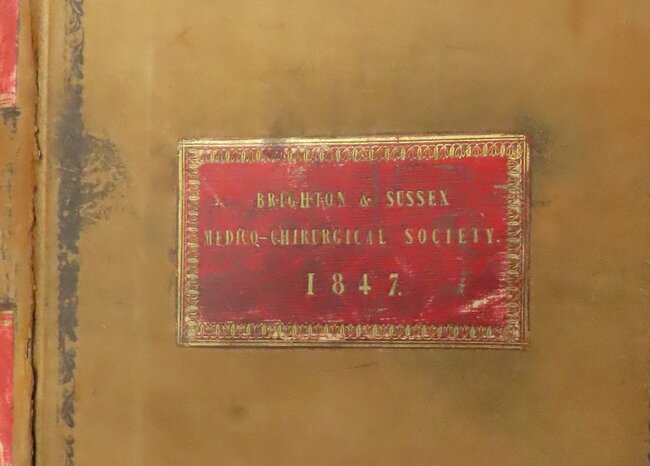 BRIGHTON & SUSSEX
MEDICO-CHIRURGICAL SOCIETY.
1847.